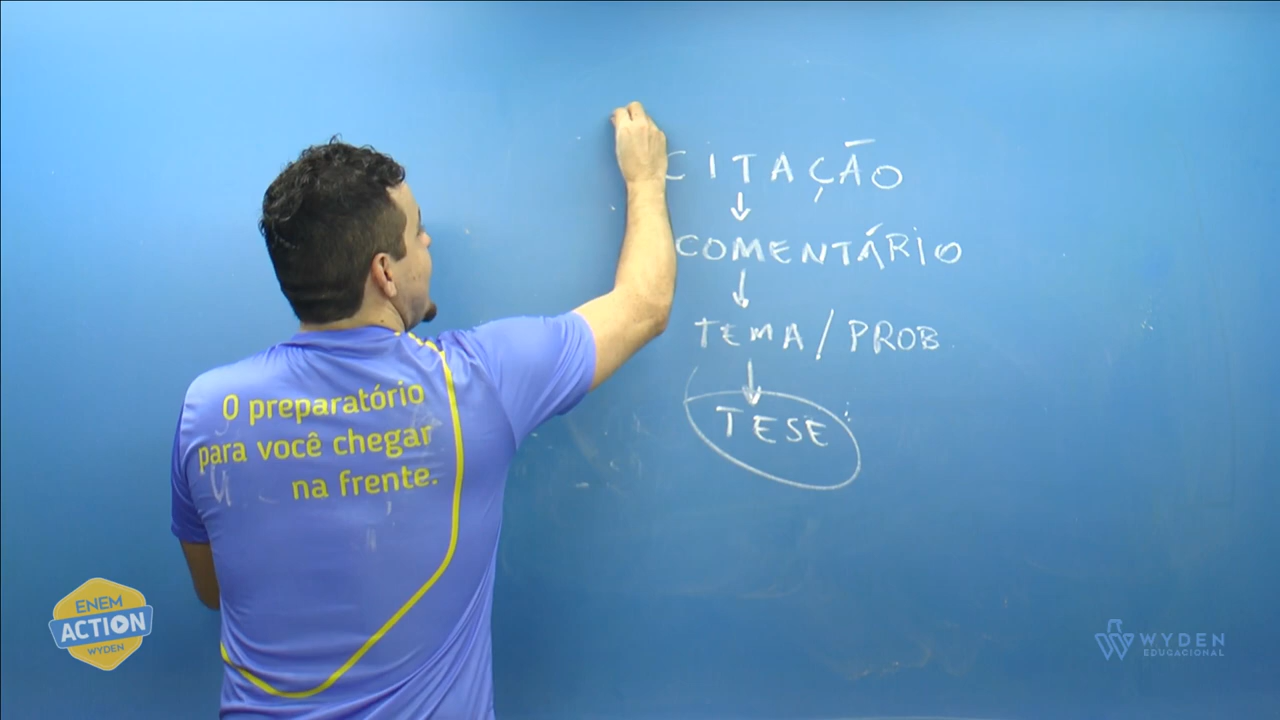 CITAÇÃO
↓
COMENTÁRIO
↓
TEMA / PROB.
↓
TESE
O preparatório
para você chegar
na frente.
ENEM
ACTION
WYDEN
WYDEN
EDUCACIONAL